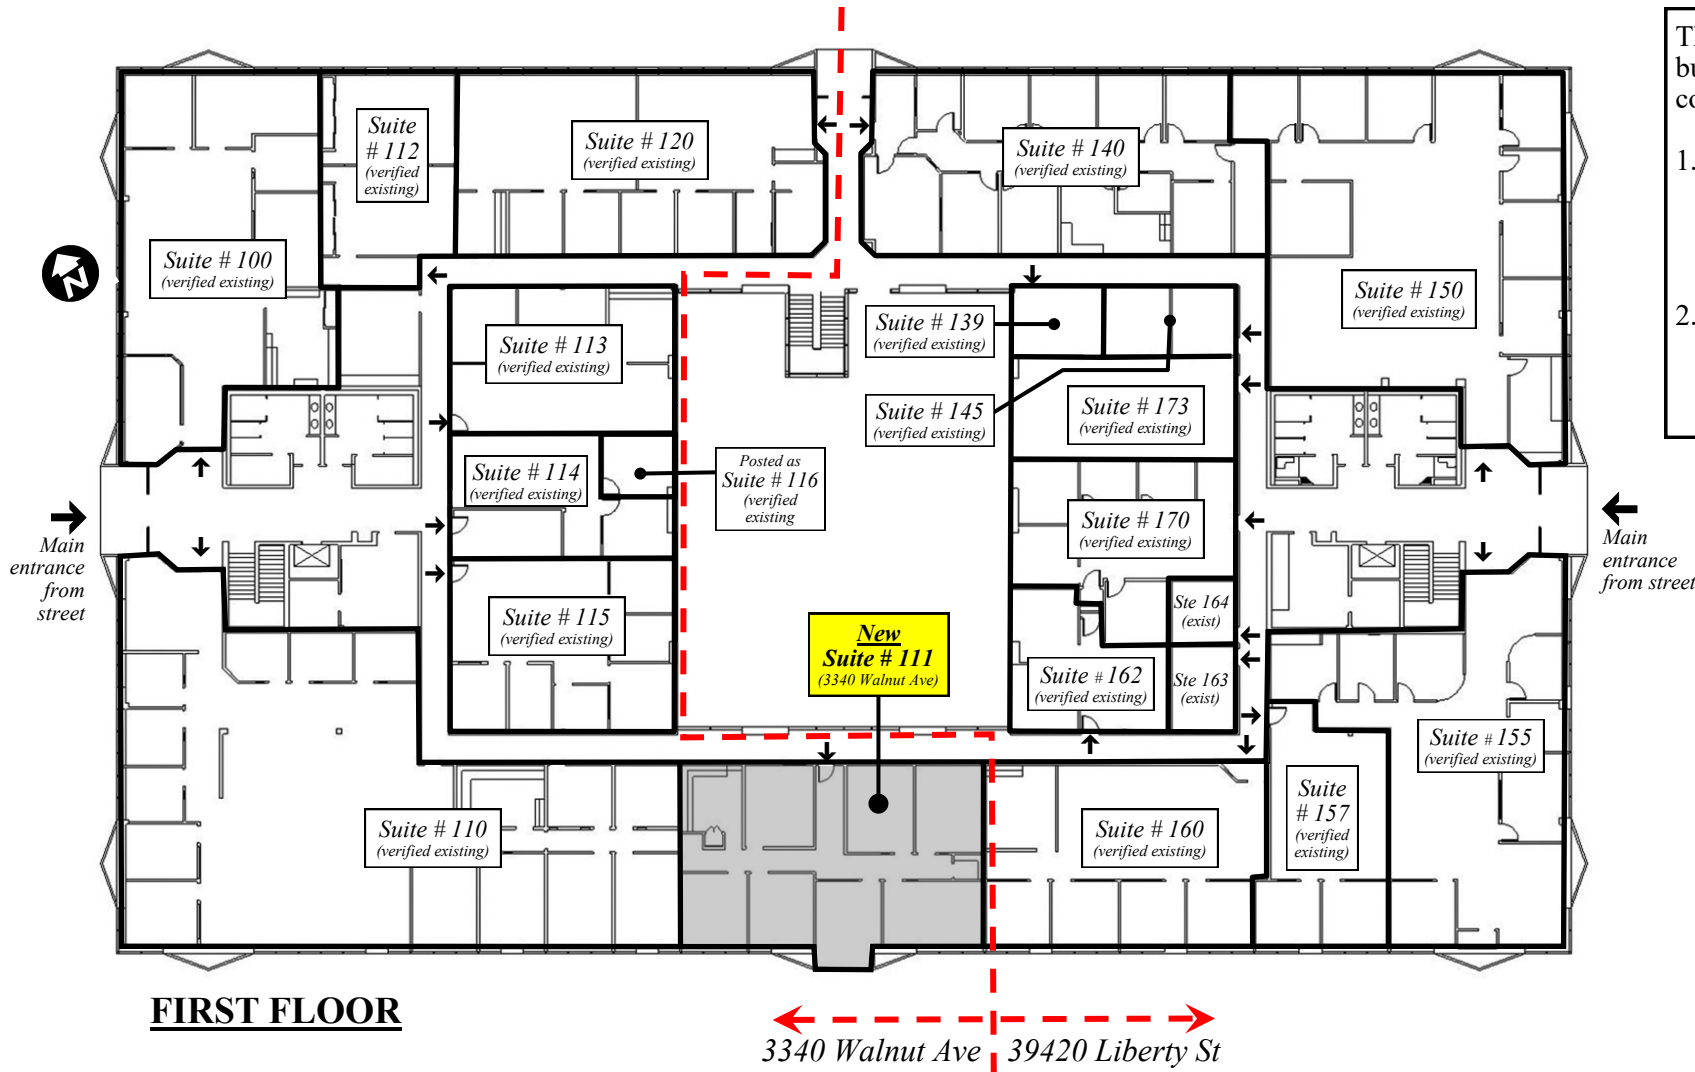 Suite
# 112
(verified
existing)
Suite # 120
(verified existing)
Suite # 140
(verified existing)
1.
Suite # 100
(verified existing)
N
Suite # 150
(verified existing)
2.
Suite # 113
(verified existing)
Suite # 139
(verified existing)
Suite # 145
(verified existing)
Suite # 173
(verified existing)
Suite # 114
(verified existing)
Posted as
Suite # 116
(verified
existing
Suite # 170
(verified existing)
Main
entrance
from
street
Main
entrance
from street
Suite # 115
(verified existing)
New
Suite # 111
(3340 Walnut Ave)
Ste 164
(exist)
Suite # 162
(verified existing)
Ste 163
(exist)
Suite # 155
(verified existing)
Suite # 110
(verified existing)
Suite # 160
(verified existing)
Suite
# 157
(verified
existing)
FIRST FLOOR
3340 Walnut Ave
39420 Liberty St